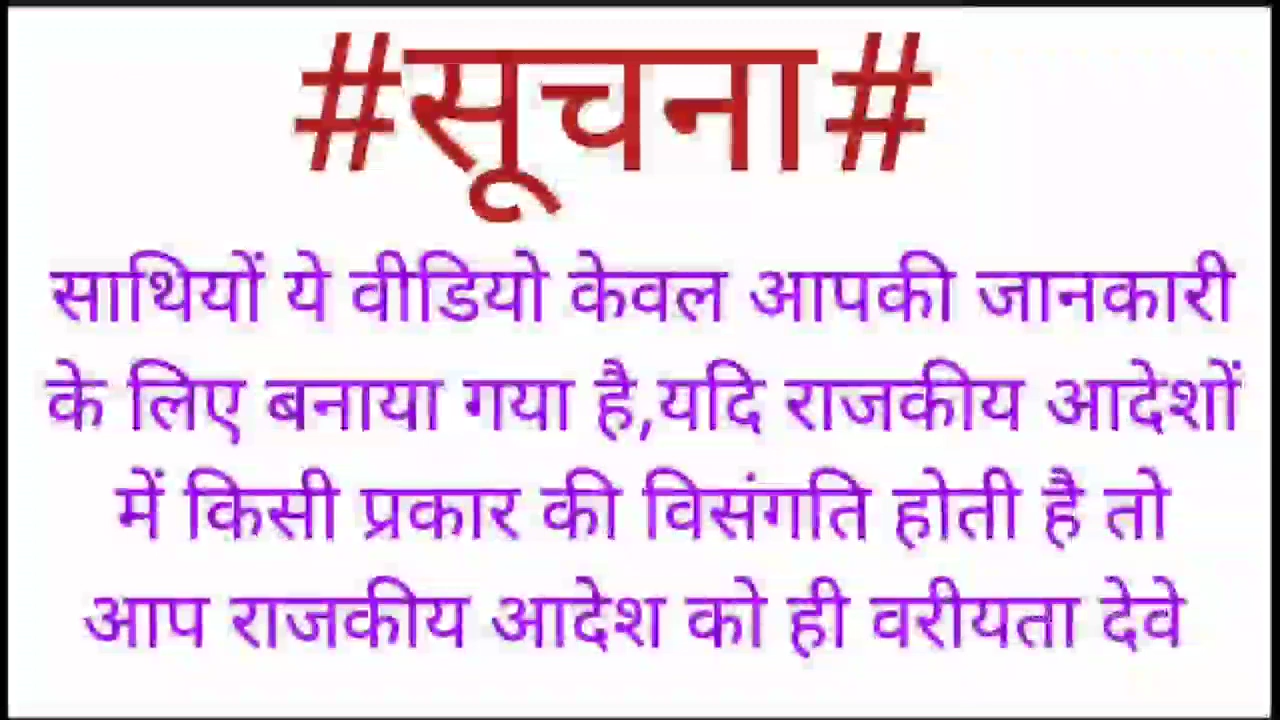 #सूचना#
साथियों ये वीडियो केवल आपकी जानकारी
के लिए बनाया गया है,यदि राजकीय आदेशों
में किसी प्रकार की विसंगति होती है तो
आप राजकीय आदेश को ही वरीयता देवे